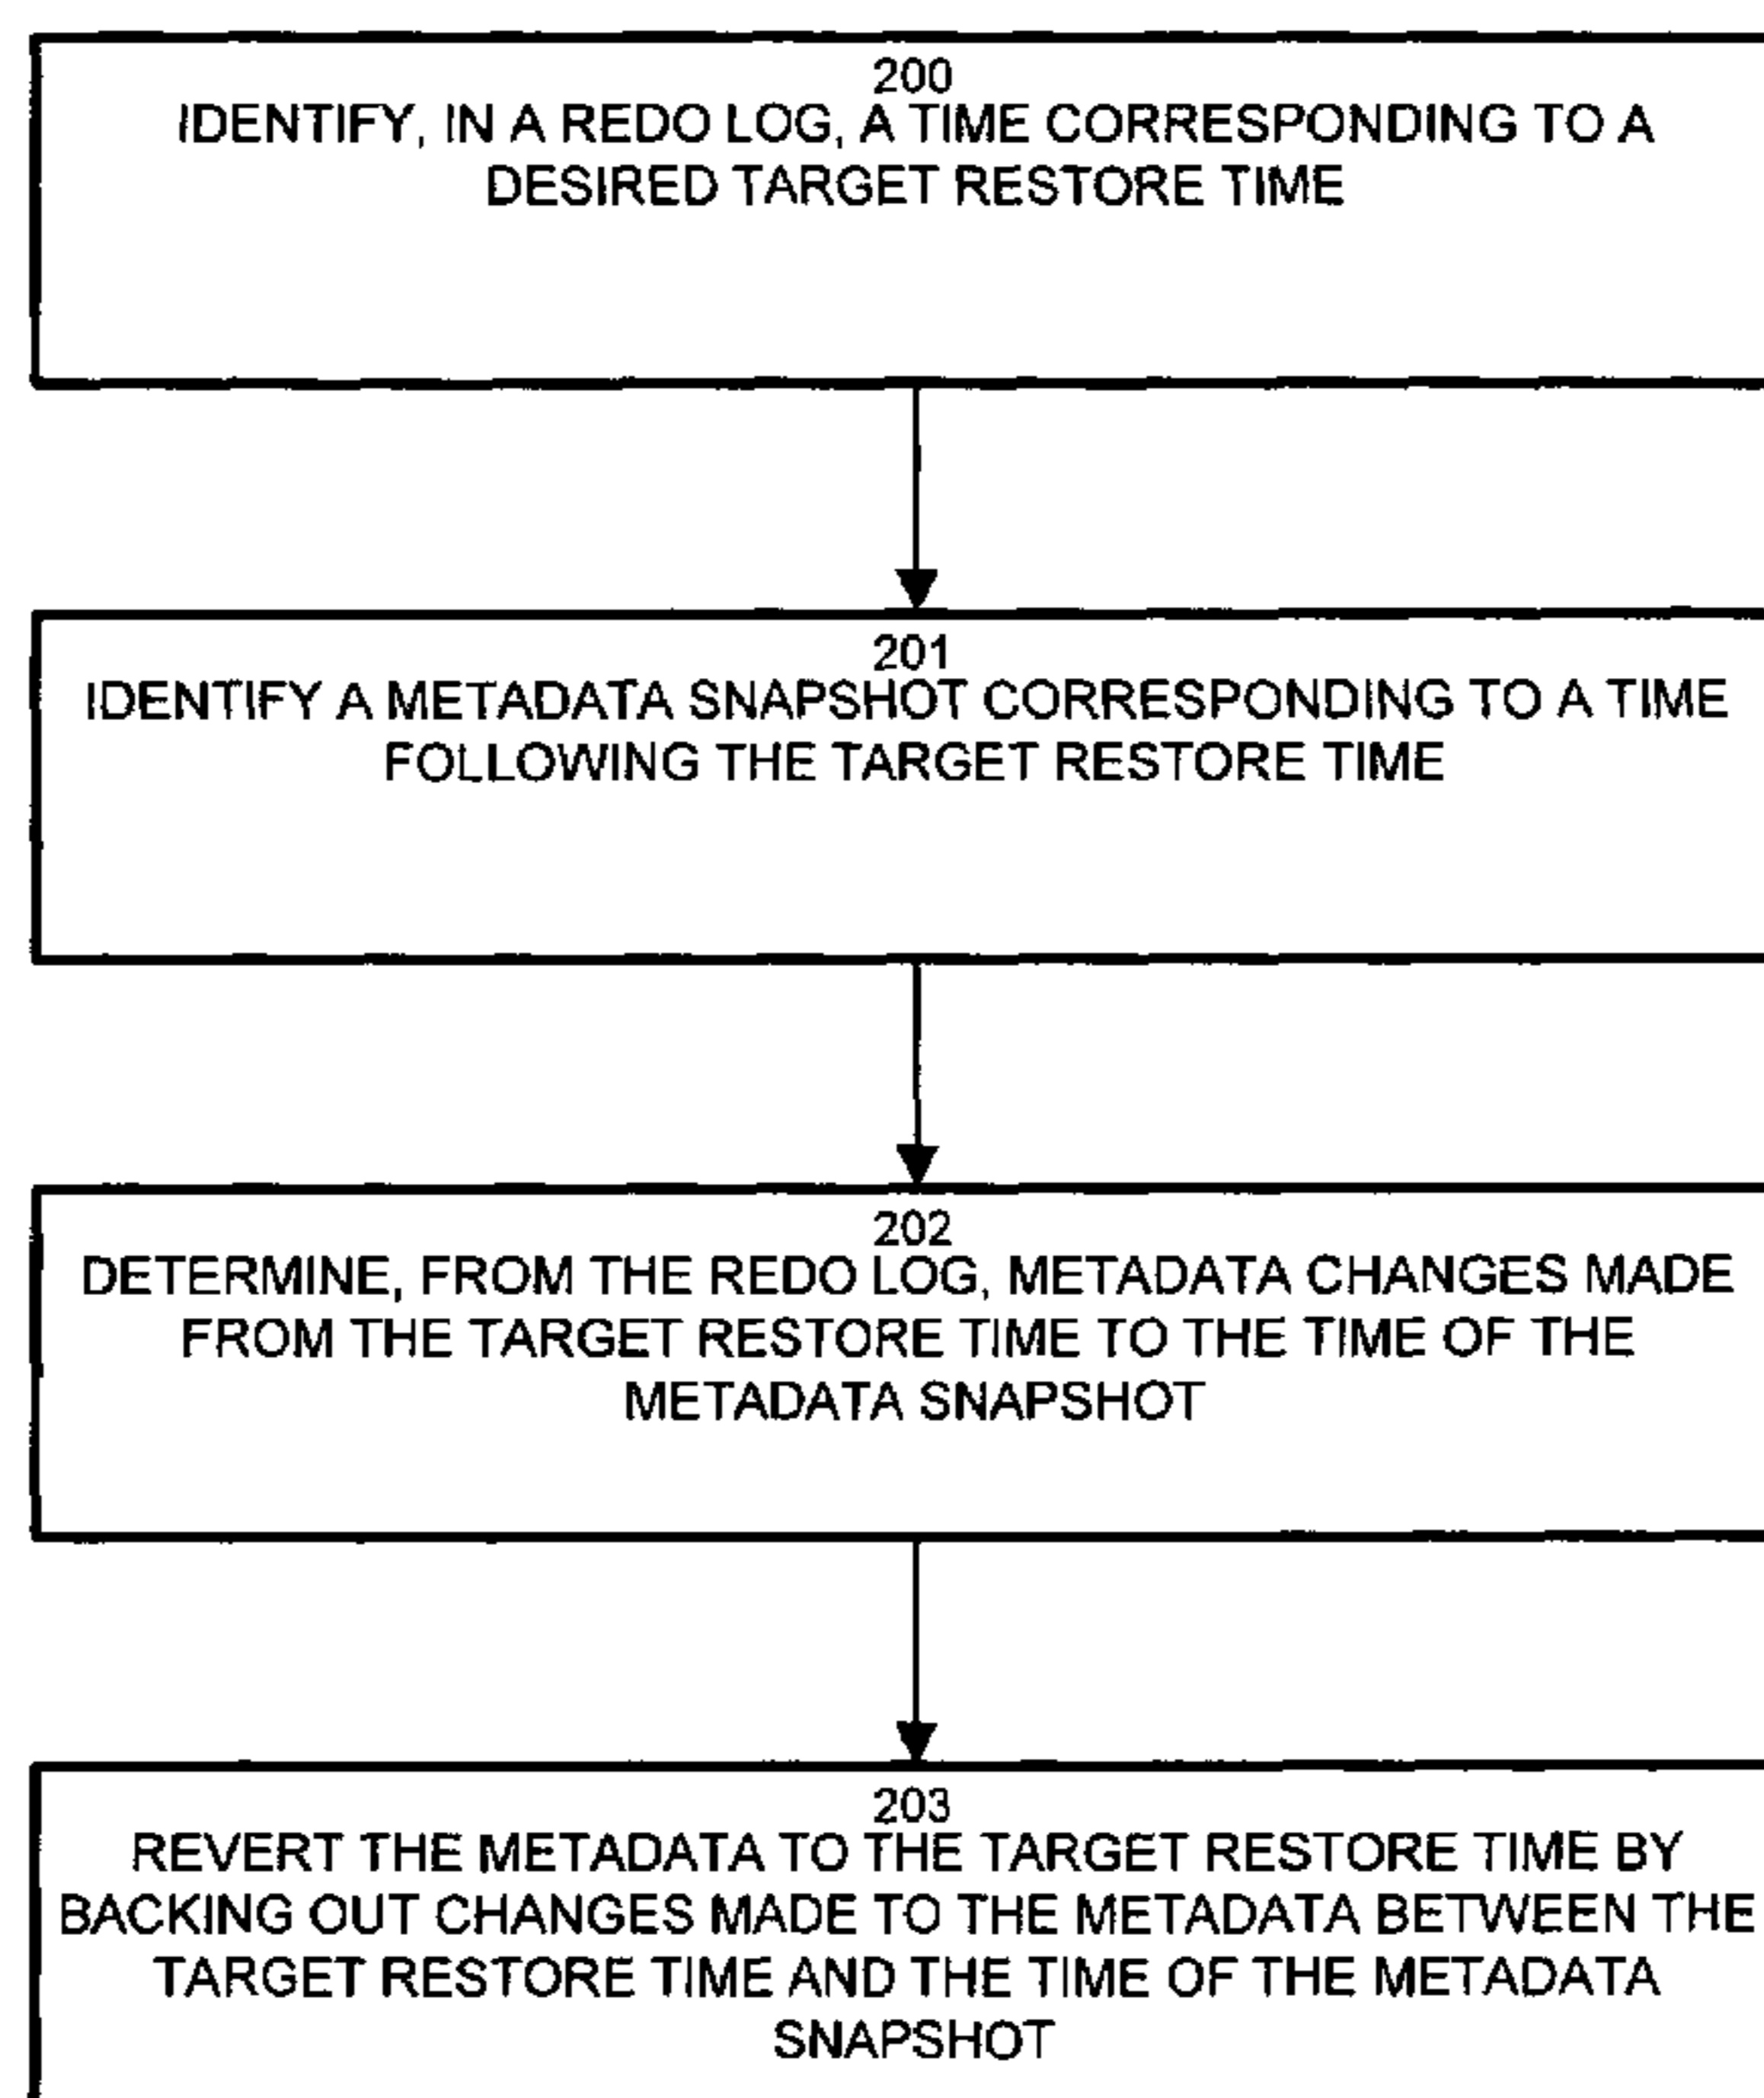 200
IDENTIFY, IN A REDO LOG, A TIME CORRESPONDING TO A
DESIRED TARGET RESTORE TIME
201
IDENTIFY A METADATA SNAPSHOT CORRESPONDING TO A TIME
FOLLOWING THE TARGET RESTORE TIME
202
DETERMINE, FROM THE REDO LOG, METADATA CHANGES MADE
FROM THE TARGET RESTORE TIME TO THE TIME OF THE
METADATA SNAPSHOT
203
REVERT THE METADATA TO THE TARGET RESTORE TIME BY
BACKING OUT CHANGES MADE TO THE METADATA BETWEEN THE
TARGET RESTORE TIME AND THE TIME OF THE METADATA
SNAPSHOT